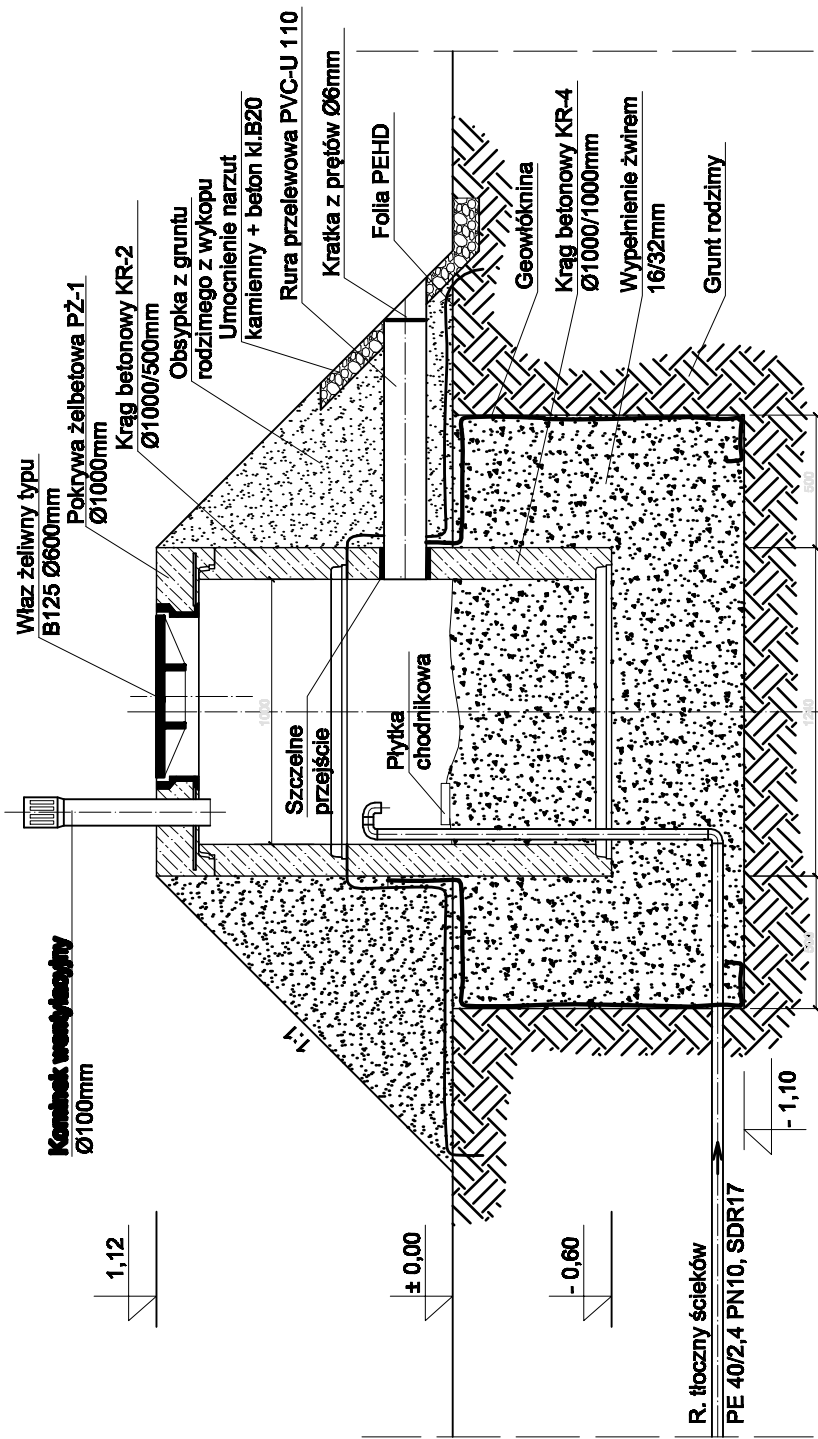 Właz żeliwny typu
B125 Ø600mm
Pokrywa żelbetowa PŻ-1
Ø1000mm
Krąg betonowy KR-2
Ø1000/500mm
Obsypka z gruntu
rodzimego z wykopu
Umocnienie narzut
kamienny + beton kl.B20
Rura przelewowa PVC-U 110
Kratka z prętów Ø6mm
Folia PEHD
Geowłóknina
Krąg betonowy KR-4
Ø1000/1000mm
Wypełnienie żwirem
16/32mm
Grunt rodzimy
Kominek wentylacyjny
Ø100mm
1:1
1000
Szczelne
przejście
Płytka
chodnikowa
500
1,12
± 0,00
- 0,60
- 1,10
R. tłoczny ścieków
PE 40/2,4 PN10, SDR17